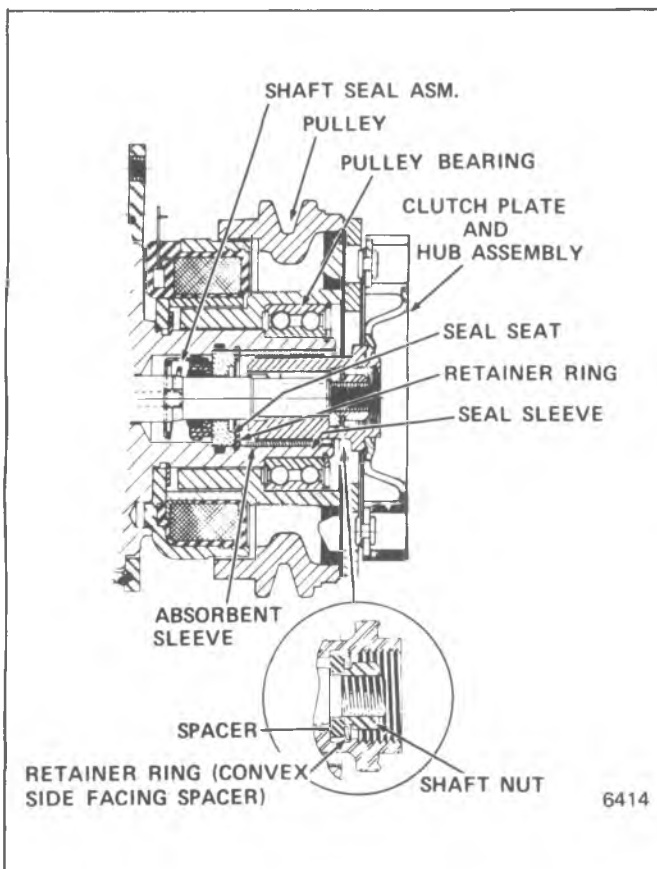 SHAFT SEAL ASM.
PULLEY
PULLEY BEARING
CLUTCH PLATE
AND
HUB ASSEMBLY
SEAL SEAT
RETAINER RING
SEAL SLEEVE
ABSORBENT
SLEEVE
SPACER
RETAINER RING (CONVEX
SIDE FACING SPACER)
SHAFT NUT
6414